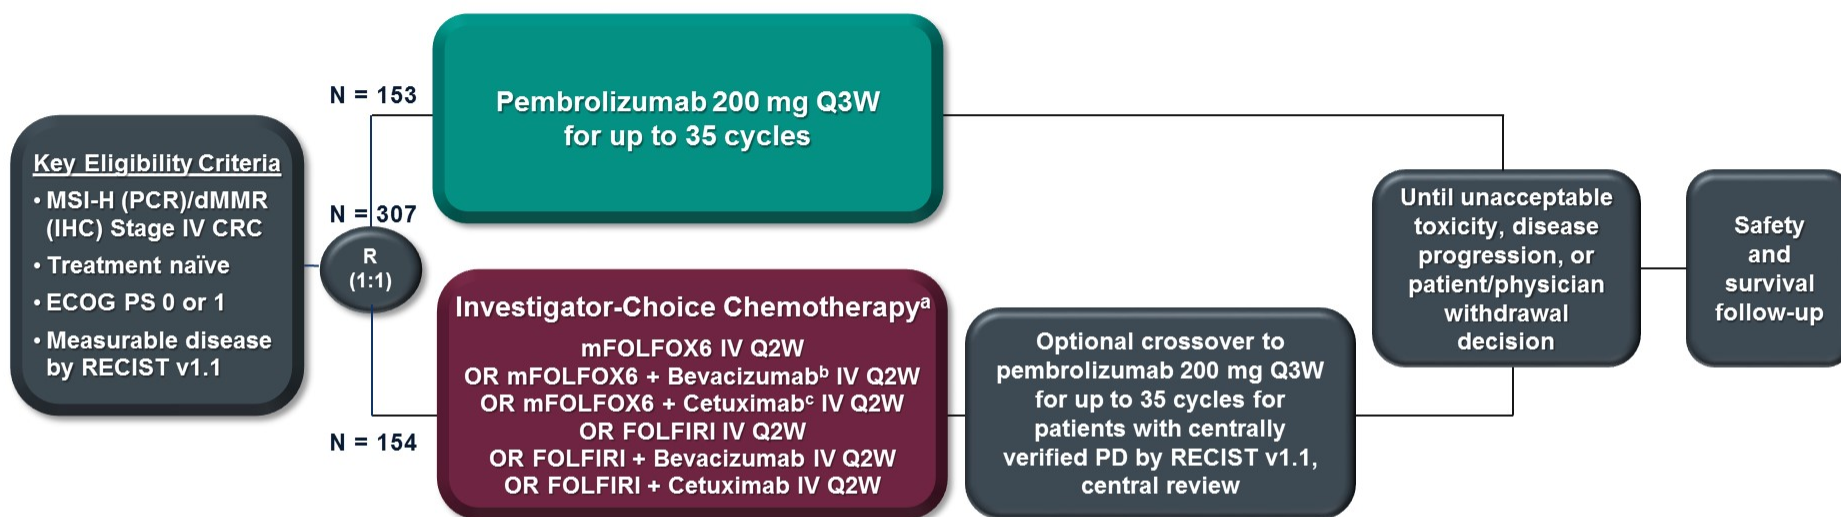 Key Eligibility Criteria
• MSI-H (PCR)/dMMR
(IHC) Stage IV CRC
• Treatment naïve
• ECOG PS 0 or 1
• Measurable disease
by RECIST v1.1
N = 153
N = 307
R
(1:1)
N = 154
Pembrolizumab 200 mg Q3W
for up to 35 cycles
Investigator-Choice Chemotherapyᵃ
mFOLFOX6 IV Q2W
OR mFOLFOX6 + Bevacizumabᵇ IV Q2W
OR mFOLFOX6 + Cetuximabᶜ IV Q2W
OR FOLFIRI IV Q2W
OR FOLFIRI + Bevacizumab IV Q2W
OR FOLFIRI + Cetuximab IV Q2W
Optional crossover to
pembrolizumab 200 mg Q3W
for up to 35 cycles for
patients with centrally
verified PD by RECIST v1.1,
central review
Until unacceptable
toxicity, disease
progression, or
patient/physician
withdrawal
decision
Safety
and
survival
follow-up